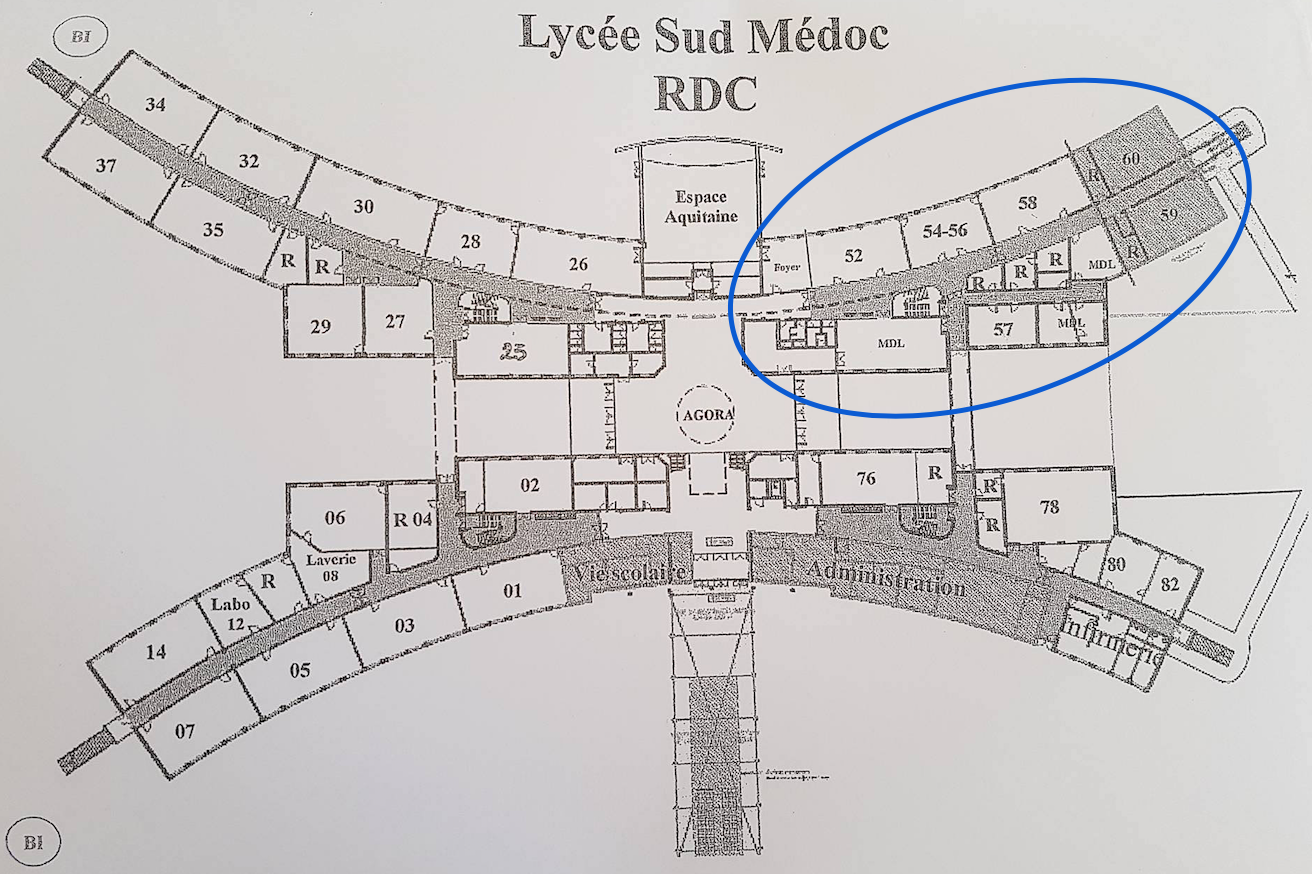 BI
Lycée Sud Médoc
RDC
34
37
32
35
30
R
R
28
26
29
27
25
Espace
Aquitaine
Foyer
52
54-56
58
R
60
59
R
R
R
R
MDL
57
MDL
MDL
AGORA
02
76
R
06
R 04
R
R
78
Laverie
08
R
Labo
12
14
01
03
05
07
Vie scolaire
Administration
80
82
Infirmerie
BI